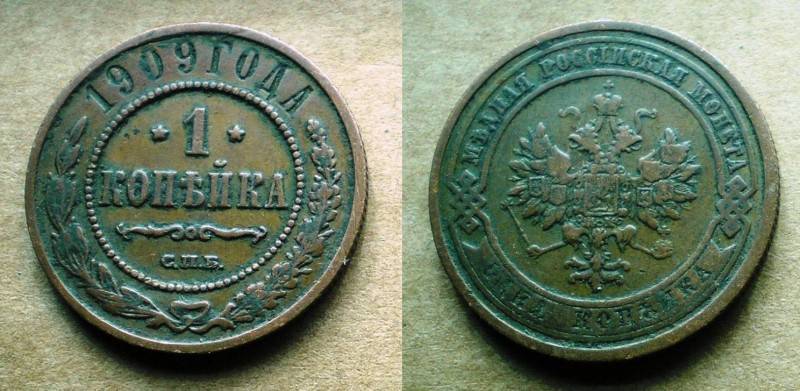 1909 ГОДА
* 1 *
КОПѢЙКА
С.П.Б.
МѢДНАЯ РОССІЙСКАЯ МОНЕТА
ОДНА КОПѢЙКА